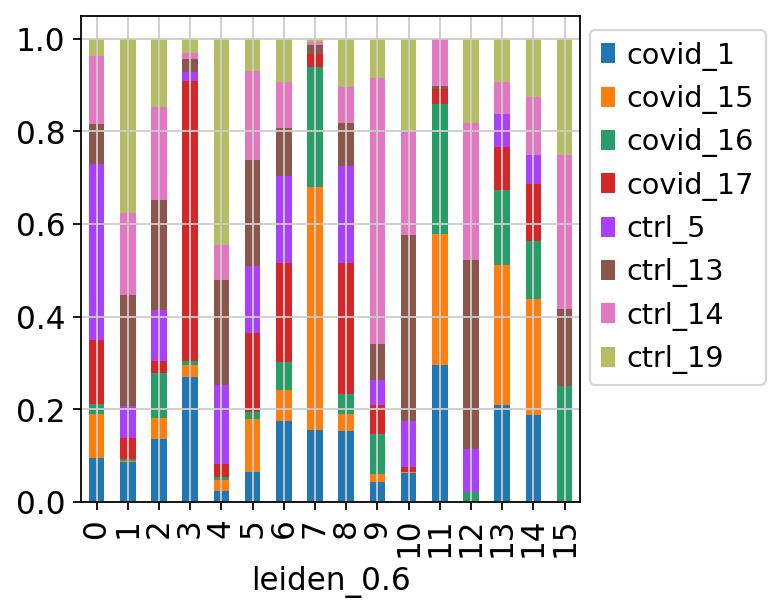 1.0
0.8
0.6
0.4
0.2
0.0
0 1 2 3 4 5 6 7 8 9 10 11 12 13 14 15
leiden_0.6
covid_1
covid_15
covid_16
covid_17
ctrl_5
ctrl_13
ctrl_14
ctrl_19